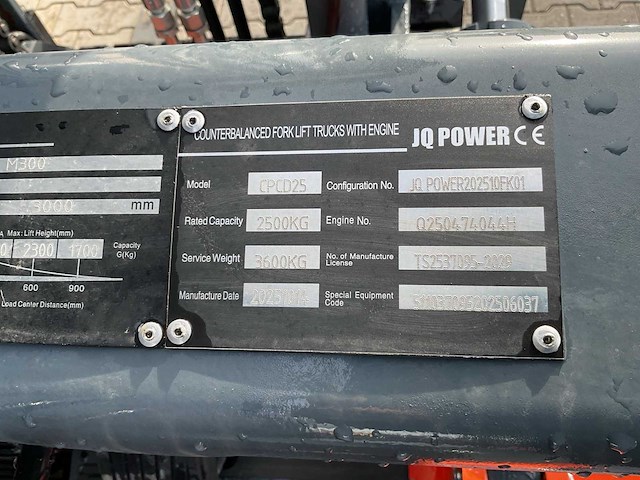 COUNTERBALANCED FORK LIFT TRUCKS WITH ENGINE JQ POWER CE
Model CPCD25 Configuration No. JQ POWER202510FK01
Rated Capacity 2500KG Engine No. Q250474044H
Service Weight 3600KG No. of Manufacture License TS2537095-2029
Manufacture Date Special Equipment Code
M300
3000 mm
Max: Lift Height(mm)
2300 1700 Capacity G(Kg)
600 900
Load Center Distance(mm)